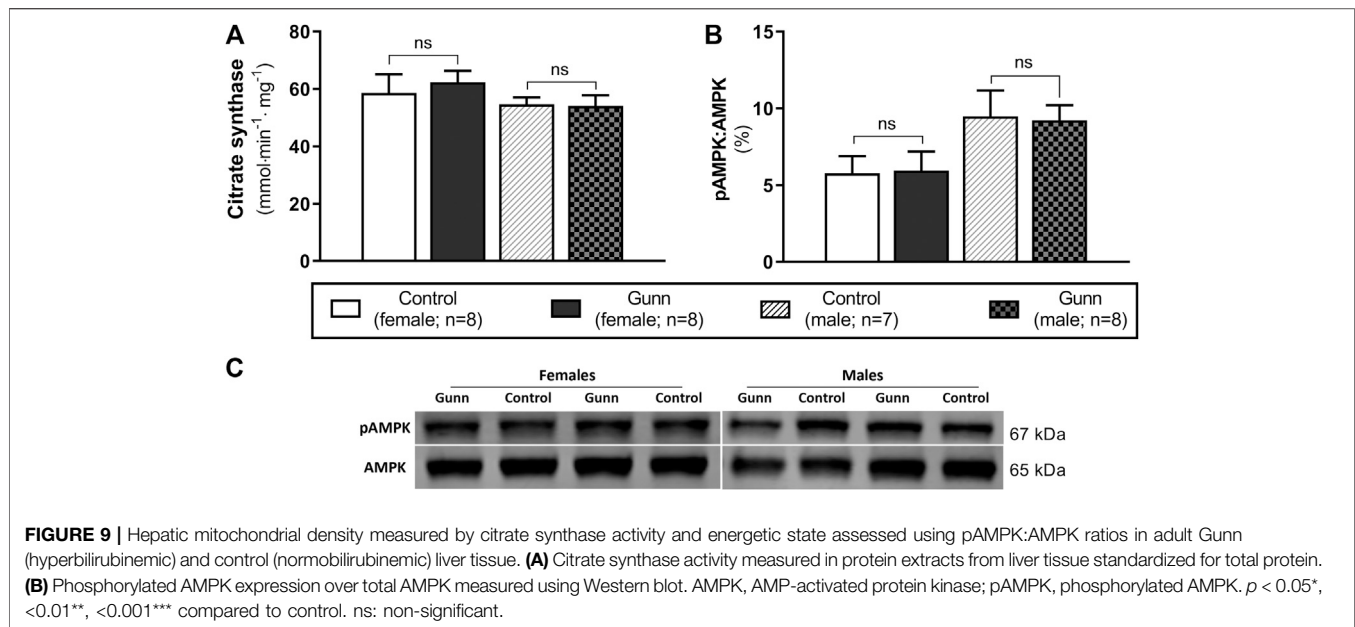 A
80
60
40
20
0
Citrate synthase
(mmol·min⁻¹· mg⁻¹)
ns
ns
B
15
10
5
0
pAMPK:AMPK
(%)
ns
ns
Control
(female; n=8)
Gunn
(female; n=8)
Control
(male; n=7)
Gunn
(male; n=8)
C
Females
Males
Gunn Control Gunn Control Gunn Control Gunn Control
pAMPK
67 kDa
AMPK
65 kDa
FIGURE 9 | Hepatic mitochondrial density measured by citrate synthase activity and energetic state assessed using pAMPK:AMPK ratios in adult Gunn
(hyperbilirubinemic) and control (normobilirubinemic) liver tissue. (A) Citrate synthase activity measured in protein extracts from liver tissue standardized for total protein.
(B) Phosphorylated AMPK expression over total AMPK measured using Western blot. AMPK, AMP-activated protein kinase; pAMPK, phosphorylated AMPK. p < 0.05*,
<0.01**, <0.001*** compared to control. ns: non-significant.